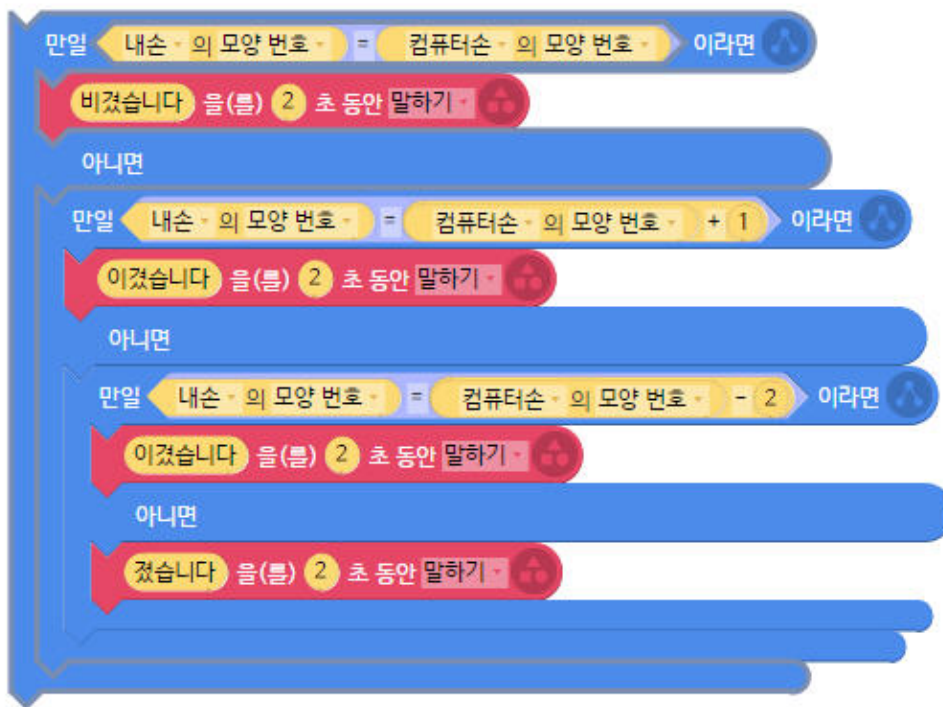 만일 내손 의 모양 번호 = 컴퓨터손 의 모양 번호 이라면
비겼습니다 을(를) 2 초 동안 말하기
아니면
만일 내손 의 모양 번호 = 컴퓨터손 의 모양 번호 + 1 이라면
이겼습니다 을(를) 2 초 동안 말하기
아니면
만일 내손 의 모양 번호 = 컴퓨터손 의 모양 번호 - 2 이라면
이겼습니다 을(를) 2 초 동안 말하기
아니면
졌습니다 을(를) 2 초 동안 말하기